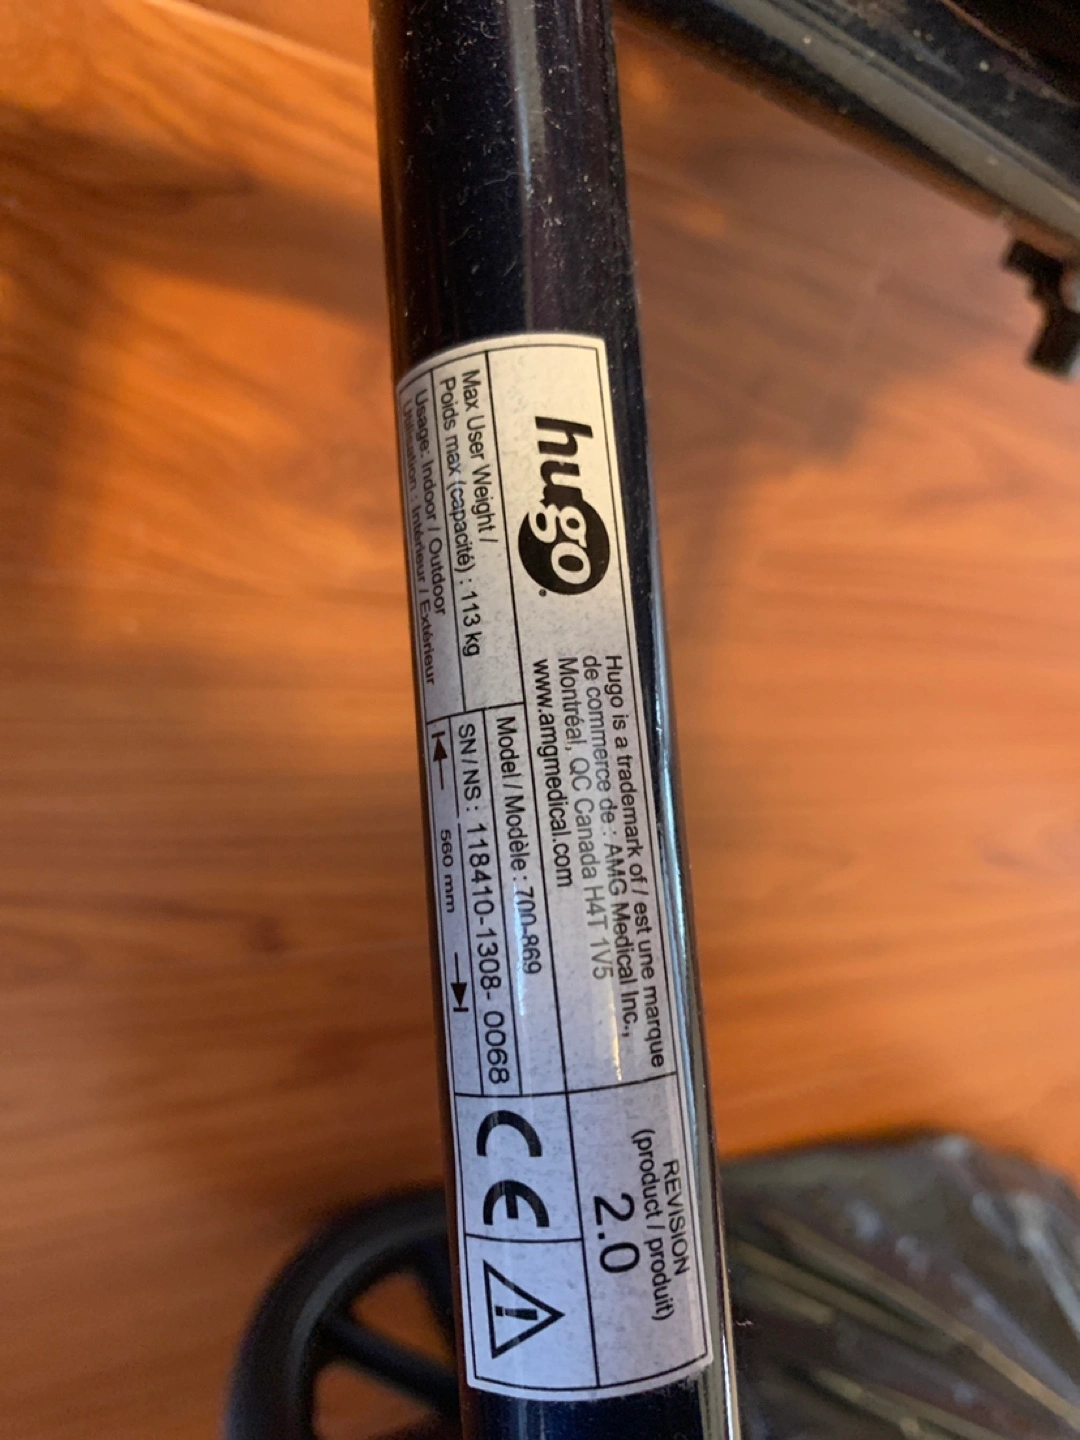 hugo®
Hugo is a trademark of / est une marque
de commerce de : AMG Medical Inc.,
Montréal, QC Canada H4T 1V5
www.amgmedical.com
REVISION
(product / produit)
2.0
Max User Weight /
Poids max (capacité) : 113 kg
Usage: Indoor / Outdoor
Utilisation : Intérieur / Extérieur
Model / Modèle : 700-869
SN / NS : 118410-1308- 0068
560 mm
CE